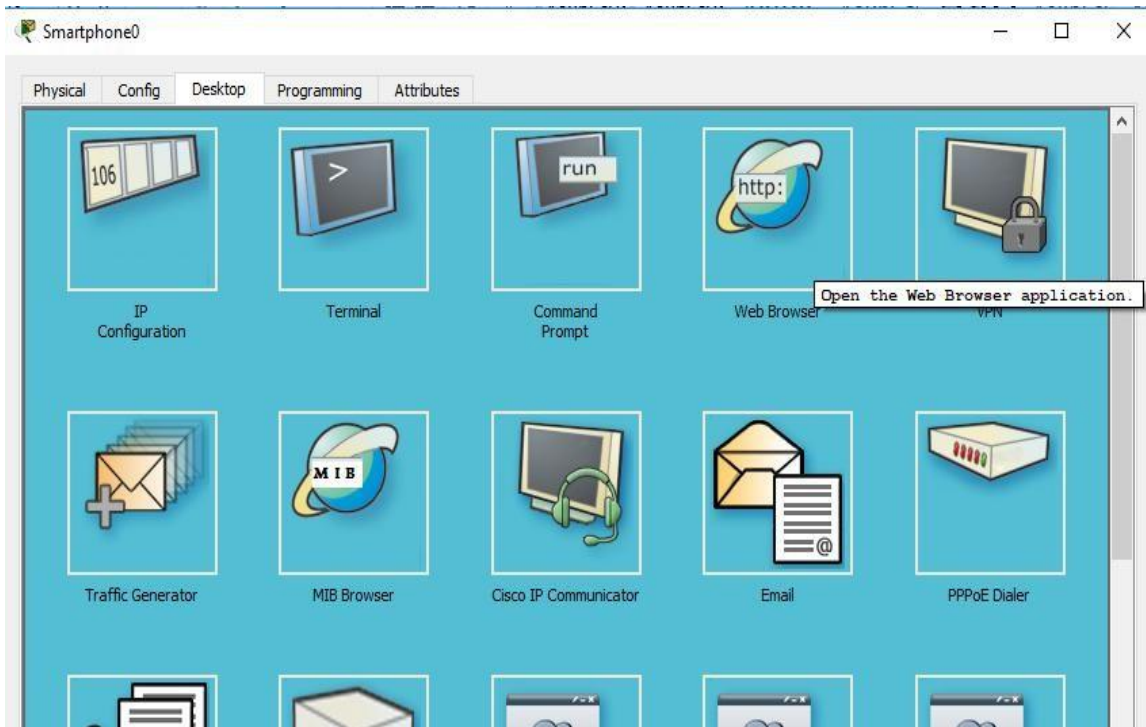 Smartphone0
Physical Config Desktop Programming Attributes
106
>
run
http:
IP
Configuration
Terminal
Command
Prompt
Web Browser
Open the Web Browser application.
VPN
MIB
@
Traffic Generator
MIB Browser
Cisco IP Communicator
Email
PPPoE Dialer